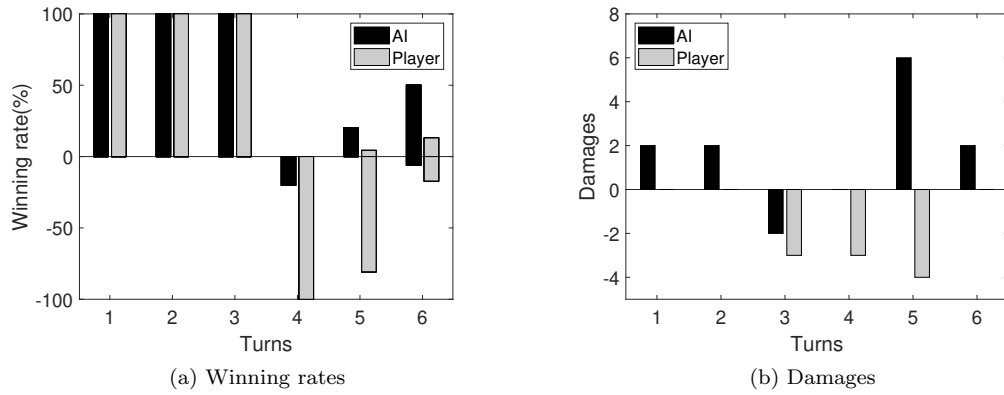 100
50
0
-50
-100
Winning rate(%)
AI
Player
1 2 3 4 5 6
Turns
(a) Winning rates
8
6
4
2
0
-2
-4
Damages
AI
Player
1 2 3 4 5 6
Turns
(b) Damages